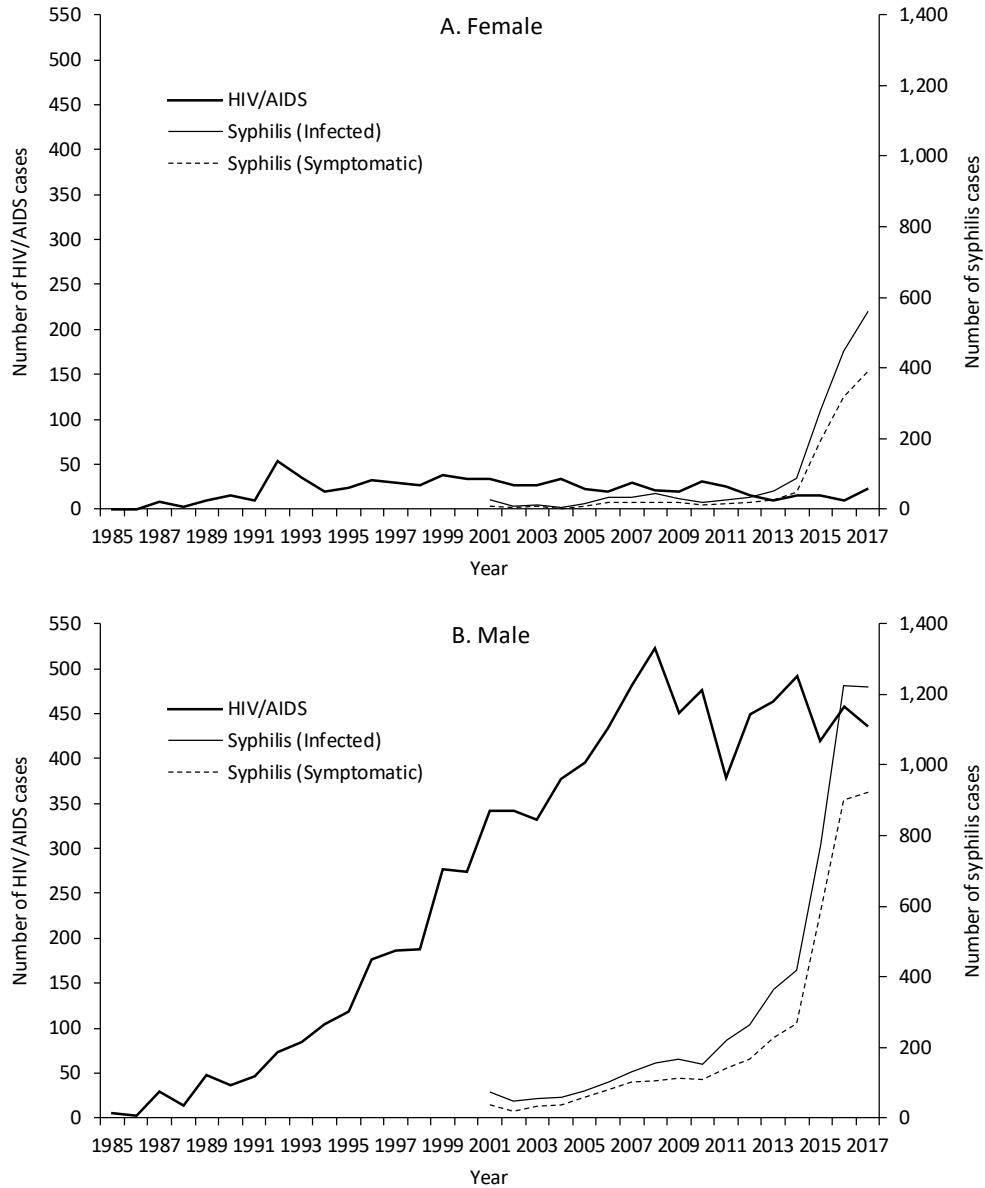 A. Female
HIV/AIDS
Syphilis (Infected)
Syphilis (Symptomatic)
Number of HIV/AIDS cases
550
500
450
400
350
300
250
200
150
100
50
0
Number of syphilis cases
1,400
1,200
1,000
800
600
400
200
0
1985 1987 1989 1991 1993 1995 1997 1999 2001 2003 2005 2007 2009 2011 2013 2015 2017
Year
B. Male
HIV/AIDS
Syphilis (Infected)
Syphilis (Symptomatic)
Number of HIV/AIDS cases
550
500
450
400
350
300
250
200
150
100
50
0
Number of syphilis cases
1,400
1,200
1,000
800
600
400
200
0
1985 1987 1989 1991 1993 1995 1997 1999 2001 2003 2005 2007 2009 2011 2013 2015 2017
Year